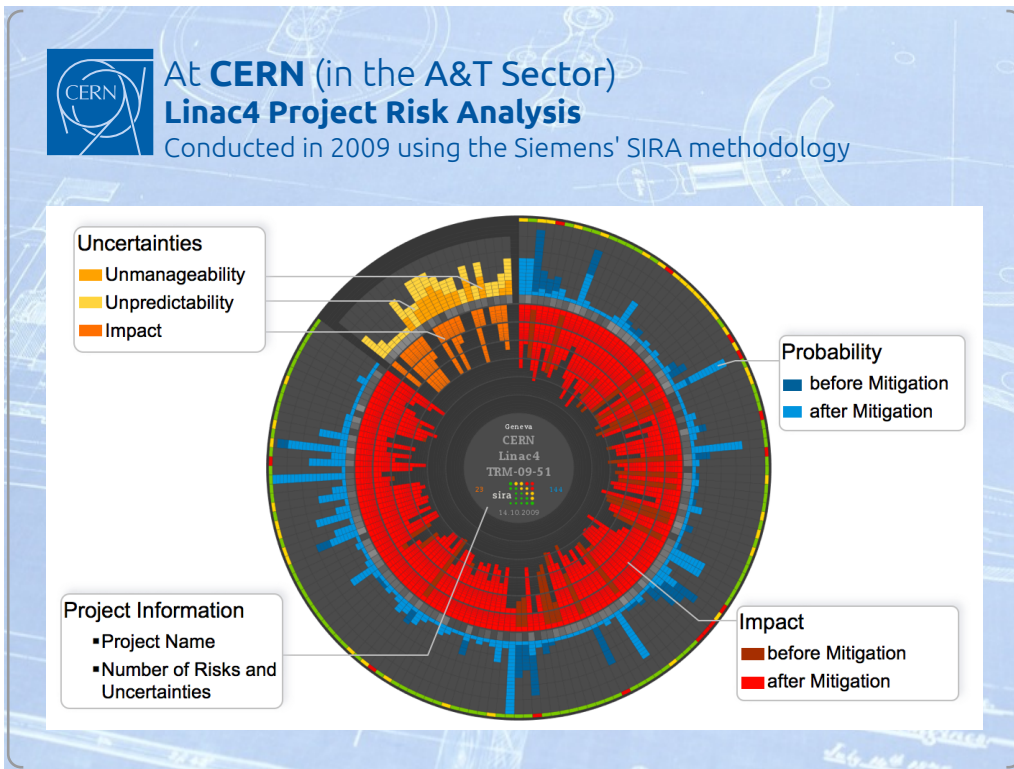 CERN
At CERN (in the A&T Sector)
Linac4 Project Risk Analysis
Conducted in 2009 using the Siemens' SIRA methodology
Uncertainties
Unmanageability
Unpredictability
Impact
Probability
before Mitigation
after Mitigation
Geneva
CERN
Linac4
TRM-09-51
sira
14.10.2009
Project Information
▪Project Name
▪Number of Risks and
Uncertainties
Impact
before Mitigation
after Mitigation